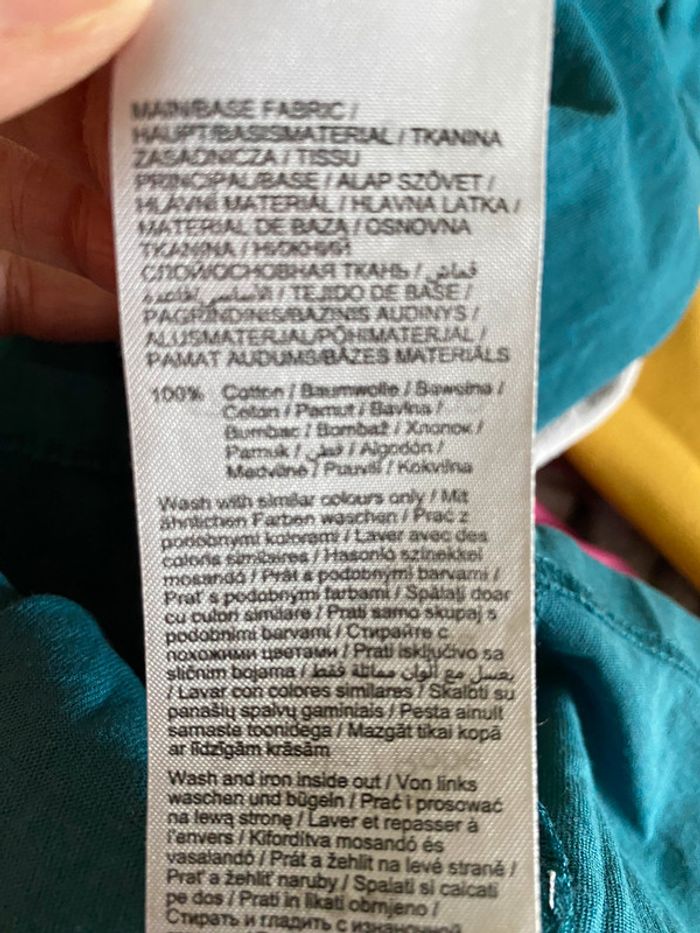 MAIN/BASE FABRIC /
HAUPT/BASISMATERIAL / TKANINA
ZASADNICZA / TISSU
PRINCIPAL/BASE / ALAP SZÖVET /
HLAVNÍ MATERIÁL / HLAVNÁ LÁTKA /
MATERIAL DE BAZĂ / OSNOVNA
TKANINA / НИЖНИЙ
СЛОЙ/ОСНОВНАЯ ТКАНЬ / قماش
الأساسي/القاعدة / TEJIDO DE BASE /
PAGRINDINIS/BAZINIS AUDINYS /
ALUSMATERJAL/PÕHIMATERJAL /
PAMAT AUDUMS/BĀZES MATERIĀLS
100% Cotton / Baumwolle / Bawełna /
Coton / Pamut / Bavlna /
Bumbac / Bombaž / Хлопок /
Pamuk / قطن / Algodón /
Medvilnė / Puuvill / Kokvilna
Wash with similar colours only / Mit
ähnlichen Farben waschen / Prać z
podobnymi kolorami / Laver avec des
coloris similaires / Hasonló színekkel
mosandó / Prát s podobnými barvami /
Prať s podobnými farbami / Spălați doar
cu culori similare / Prati samo skupaj s
podobnimi barvami / Стирайте с
похожими цветами / Prati isključivo sa
sličnim bojama / يغسل مع ألوان مماثلة فقط
/ Lavar con colores similares / Skalbti su
panašių spalvų gaminiais / Pesta ainult
samaste toonidega / Mazgāt tikai kopā
ar līdzīgām krāsām
Wash and iron inside out / Von links
waschen und bügeln / Prać i prosować
na lewą stronę / Laver et repasser à
l'envers / Kifordítva mosandó és
vasalandó / Prát a žehlit na levé straně /
Prať a žehliť naruby / Spalati si calcati
pe dos / Prati in likati obrnjeno /
Стирать и гладить с изнаночной